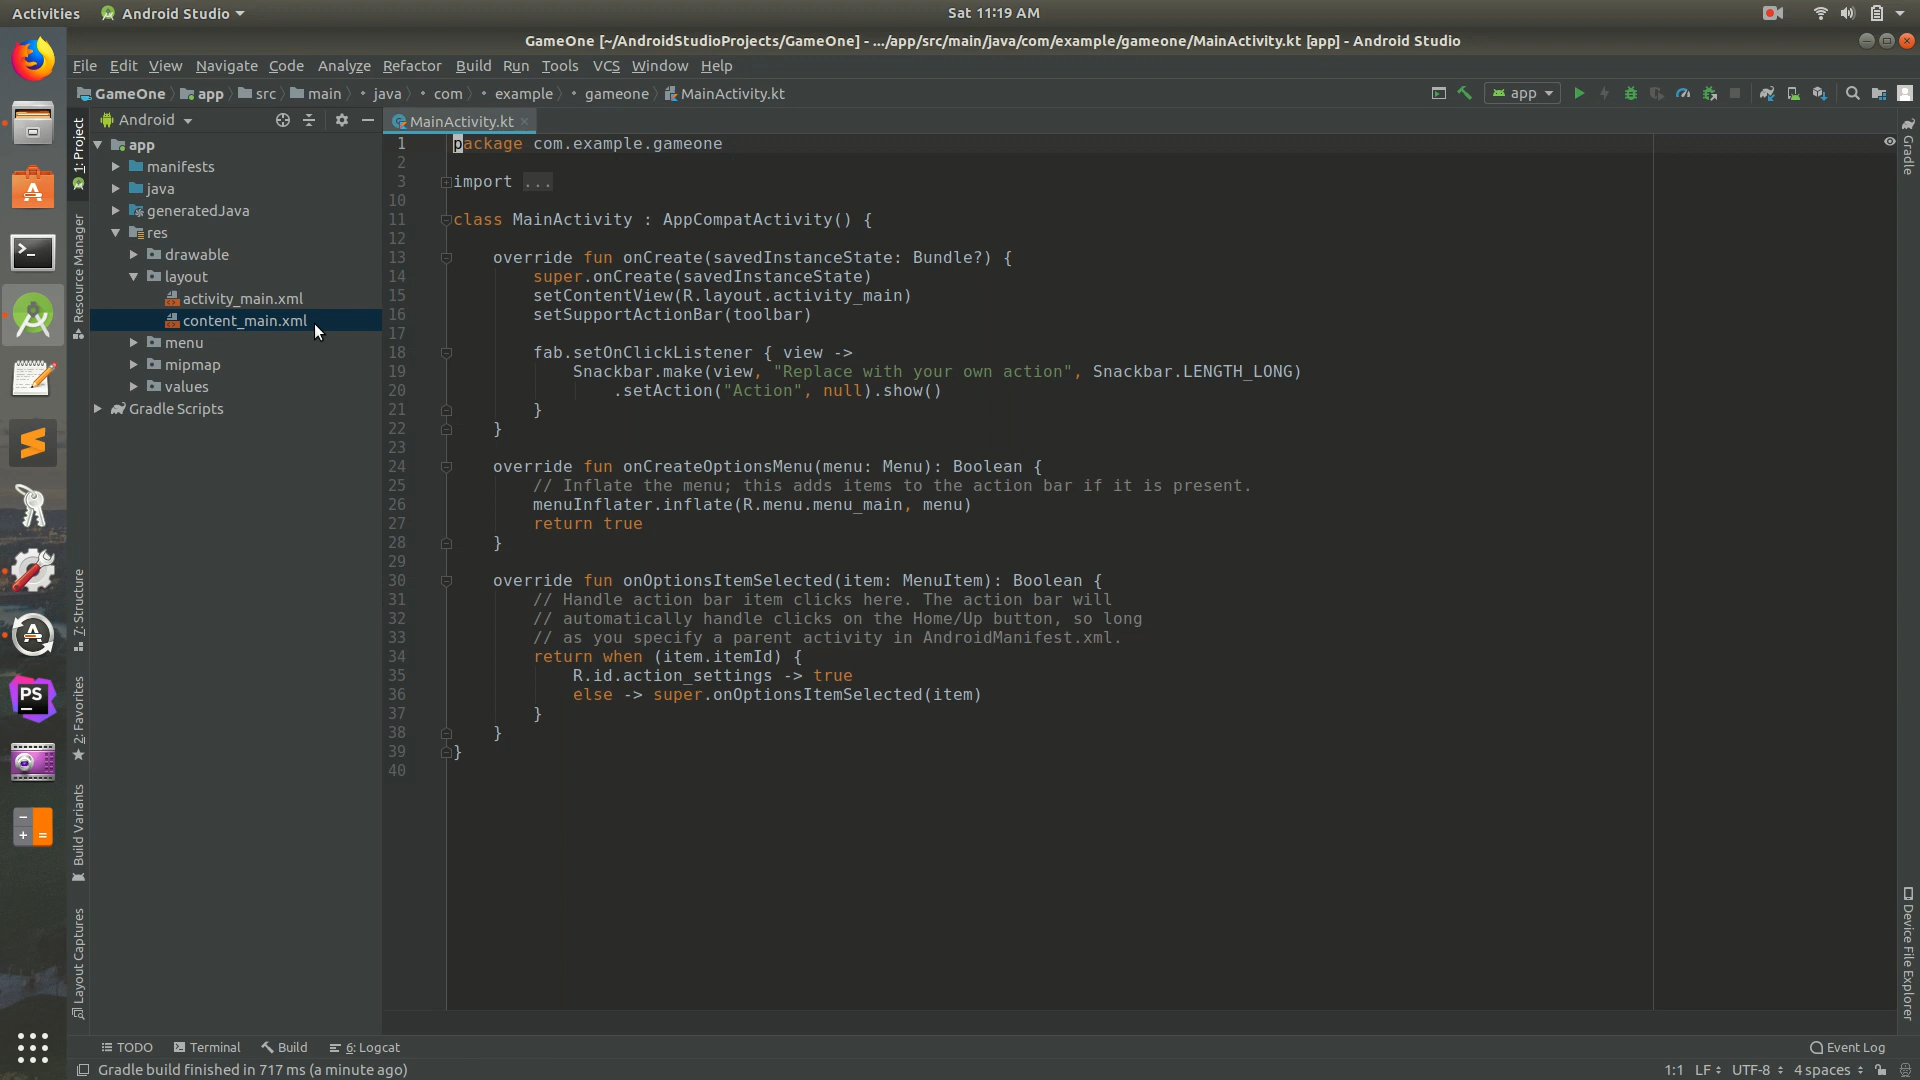 Activities Android Studio Sat 11:19 AM
GameOne [~/AndroidStudioProjects/GameOne] - .../app/src/main/java/com/example/gameone/MainActivity.kt [app] - Android Studio
File Edit View Navigate Code Analyze Refactor Build Run Tools VCS Window Help
GameOne app src main java com example gameone MainActivity.kt app
Android
MainActivity.kt
1: Project
Resource Manager
7: Structure
2: Favorites
Build Variants
Layout Captures
app
manifests
java
generatedJava
res
drawable
layout
activity_main.xml
content_main.xml
menu
mipmap
values
Gradle Scripts
1 package com.example.gameone
2
3 import ...
10
11 class MainActivity : AppCompatActivity() {
12
13 override fun onCreate(savedInstanceState: Bundle?) {
14 super.onCreate(savedInstanceState)
15 setContentView(R.layout.activity_main)
16 setSupportActionBar(toolbar)
17
18 fab.setOnClickListener { view ->
19 Snackbar.make(view, "Replace with your own action", Snackbar.LENGTH_LONG)
20 .setAction("Action", null).show()
21 }
22 }
23
24 override fun onCreateOptionsMenu(menu: Menu): Boolean {
25 // Inflate the menu; this adds items to the action bar if it is present.
26 menuInflater.inflate(R.menu.menu_main, menu)
27 return true
28 }
29
30 override fun onOptionsItemSelected(item: MenuItem): Boolean {
31 // Handle action bar item clicks here. The action bar will
32 // automatically handle clicks on the Home/Up button, so long
33 // as you specify a parent activity in AndroidManifest.xml.
34 return when (item.itemId) {
35 R.id.action_settings -> true
36 else -> super.onOptionsItemSelected(item)
37 }
38 }
39 }
40
Gradle
Device File Explorer
PS
TODO Terminal Build 6: Logcat Event Log
Gradle build finished in 717 ms (a minute ago) 1:1 LF UTF-8 4 spaces